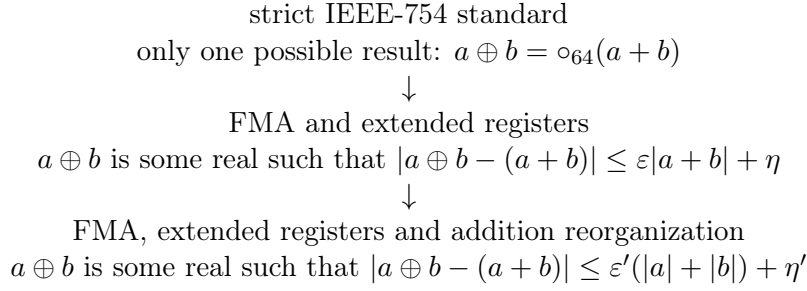 strict IEEE-754 standard
only one possible result: a ⊕ b = ∘₆₄(a + b)
↓
FMA and extended registers
a ⊕ b is some real such that |a ⊕ b − (a + b)| ≤ ε|a + b| + η
↓
FMA, extended registers and addition reorganization
a ⊕ b is some real such that |a ⊕ b − (a + b)| ≤ ε′(|a| + |b|) + η′